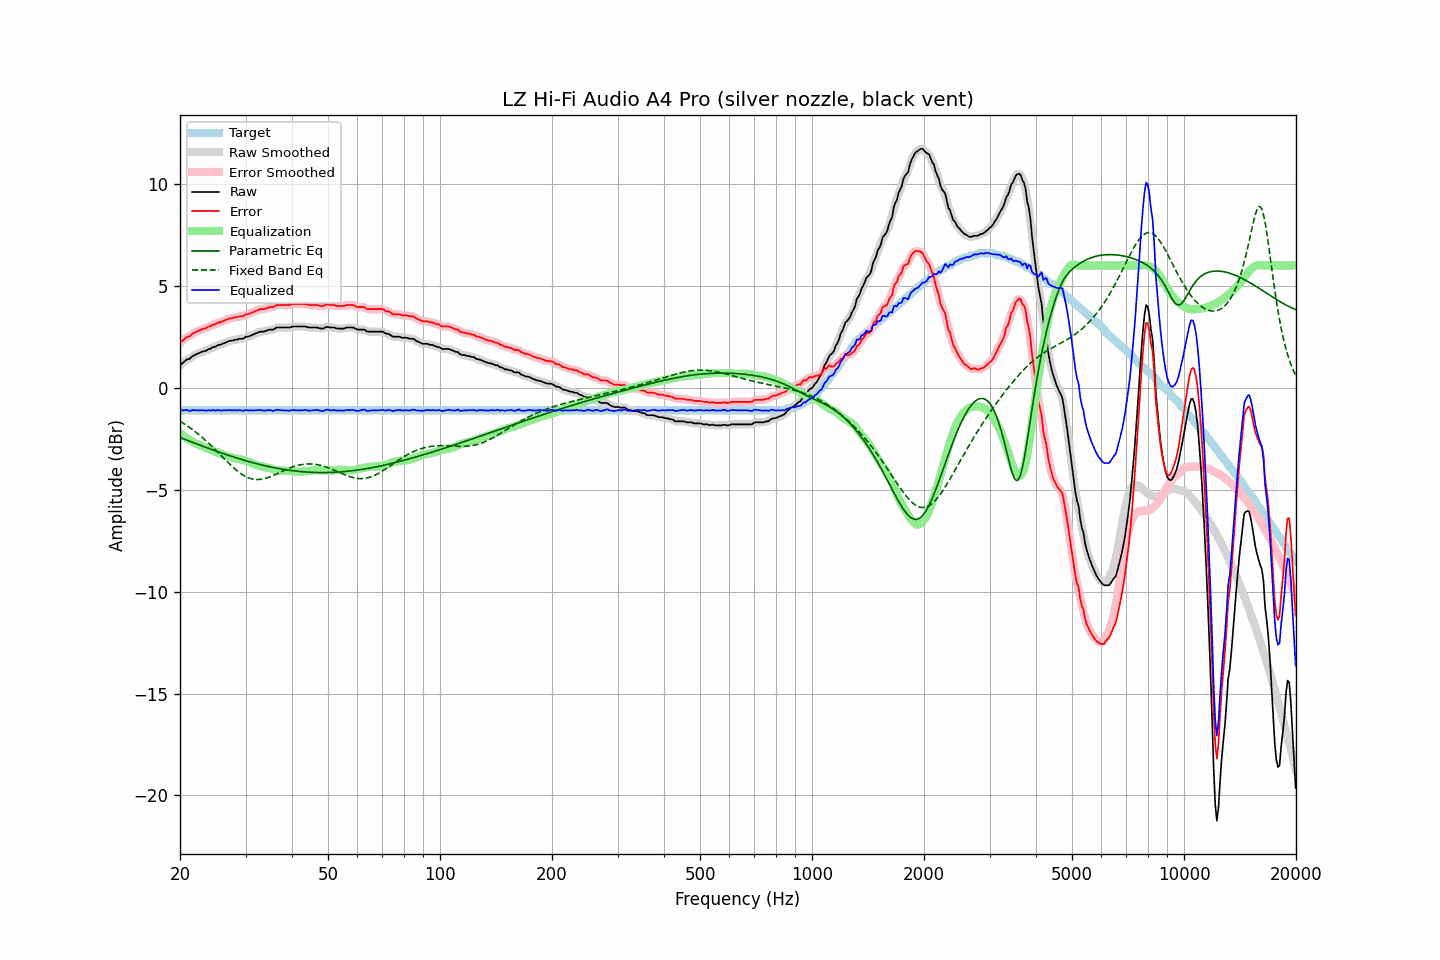 LZ Hi-Fi Audio A4 Pro (silver nozzle, black vent)
Target
Raw Smoothed
Error Smoothed
Raw
Error
Equalization
Parametric Eq
Fixed Band Eq
Equalized
Amplitude (dBr)
10
5
0
−5
−10
−15
−20
20 50 100 200 500 1000 2000 5000 10000 20000
Frequency (Hz)